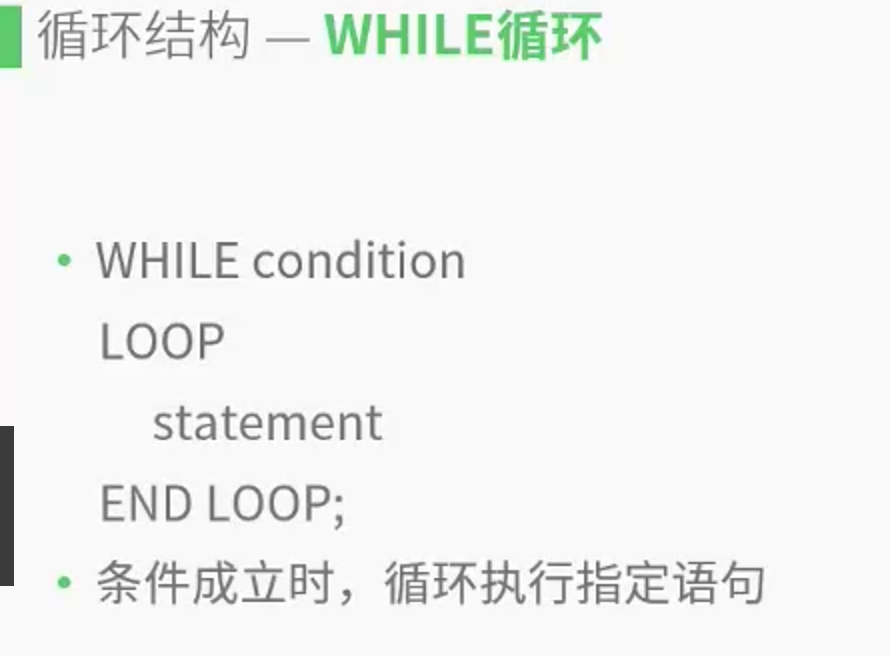 循环结构 — WHILE循环
• WHILE condition
LOOP
statement
END LOOP;
• 条件成立时，循环执行指定语句